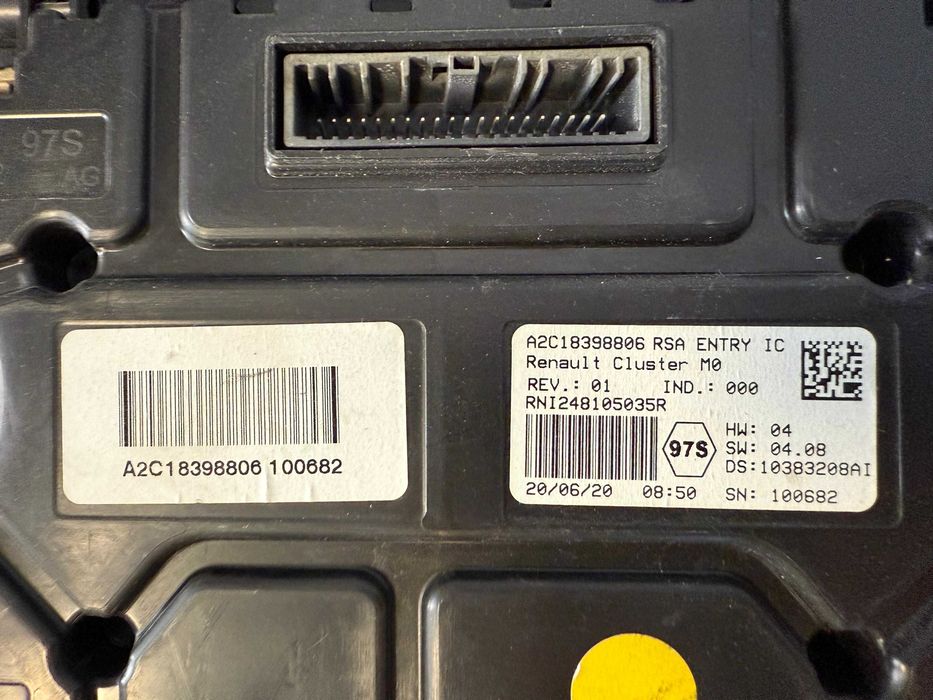 97S
AG
A2C18398806 100682
A2C18398806 RSA ENTRY IC
Renault Cluster M0
REV.: 01 IND.: 000
RNI248105035R
97S
HW: 04
SW: 04.08
DS:10383208AI
20/06/20 08:50 SN: 100682